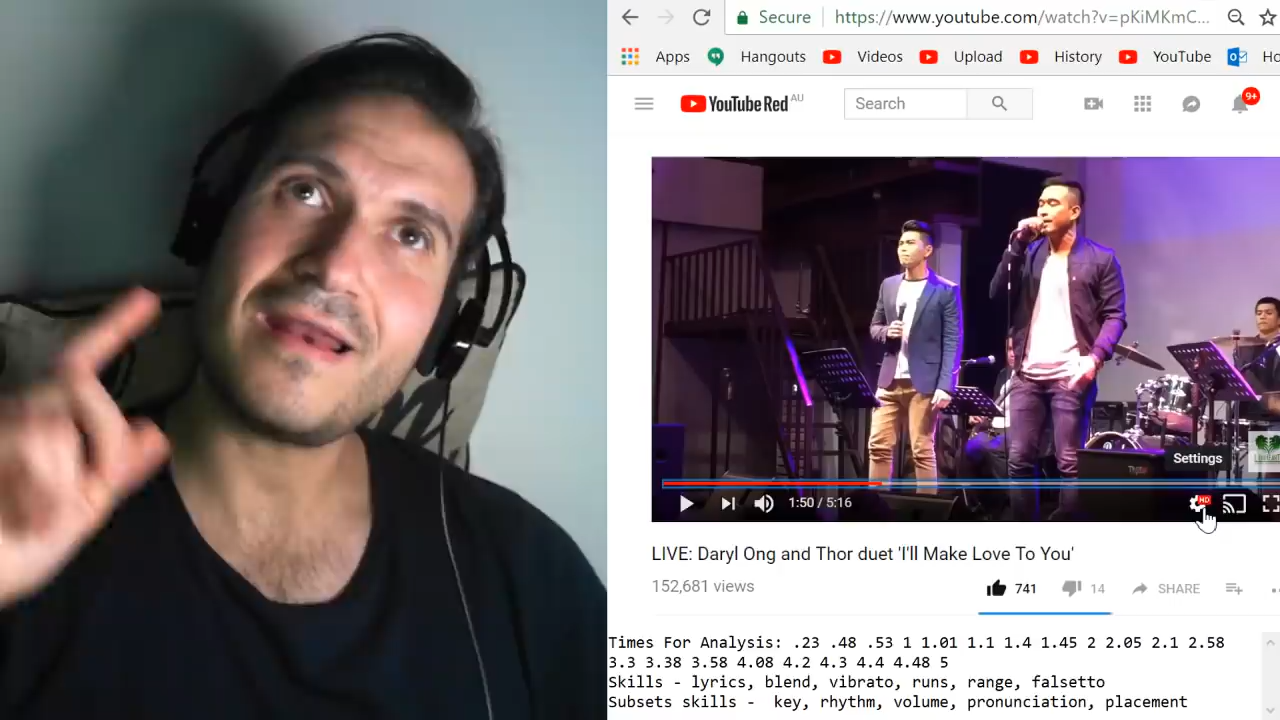 Secure https://www.youtube.com/watch?v=pKiMKmC...
Apps Hangouts Videos Upload History YouTube Ho
YouTube Red AU Search 9+
Settings
1:50 / 5:16 HD
LIVE: Daryl Ong and Thor duet 'I'll Make Love To You'
152,681 views 741 14 SHARE
Times For Analysis: .23 .48 .53 1 1.01 1.1 1.4 1.45 2 2.05 2.1 2.58
3.3 3.38 3.58 4.08 4.2 4.3 4.4 4.48 5
Skills - lyrics, blend, vibrato, runs, range, falsetto
Subsets skills - key, rhythm, volume, pronunciation, placement